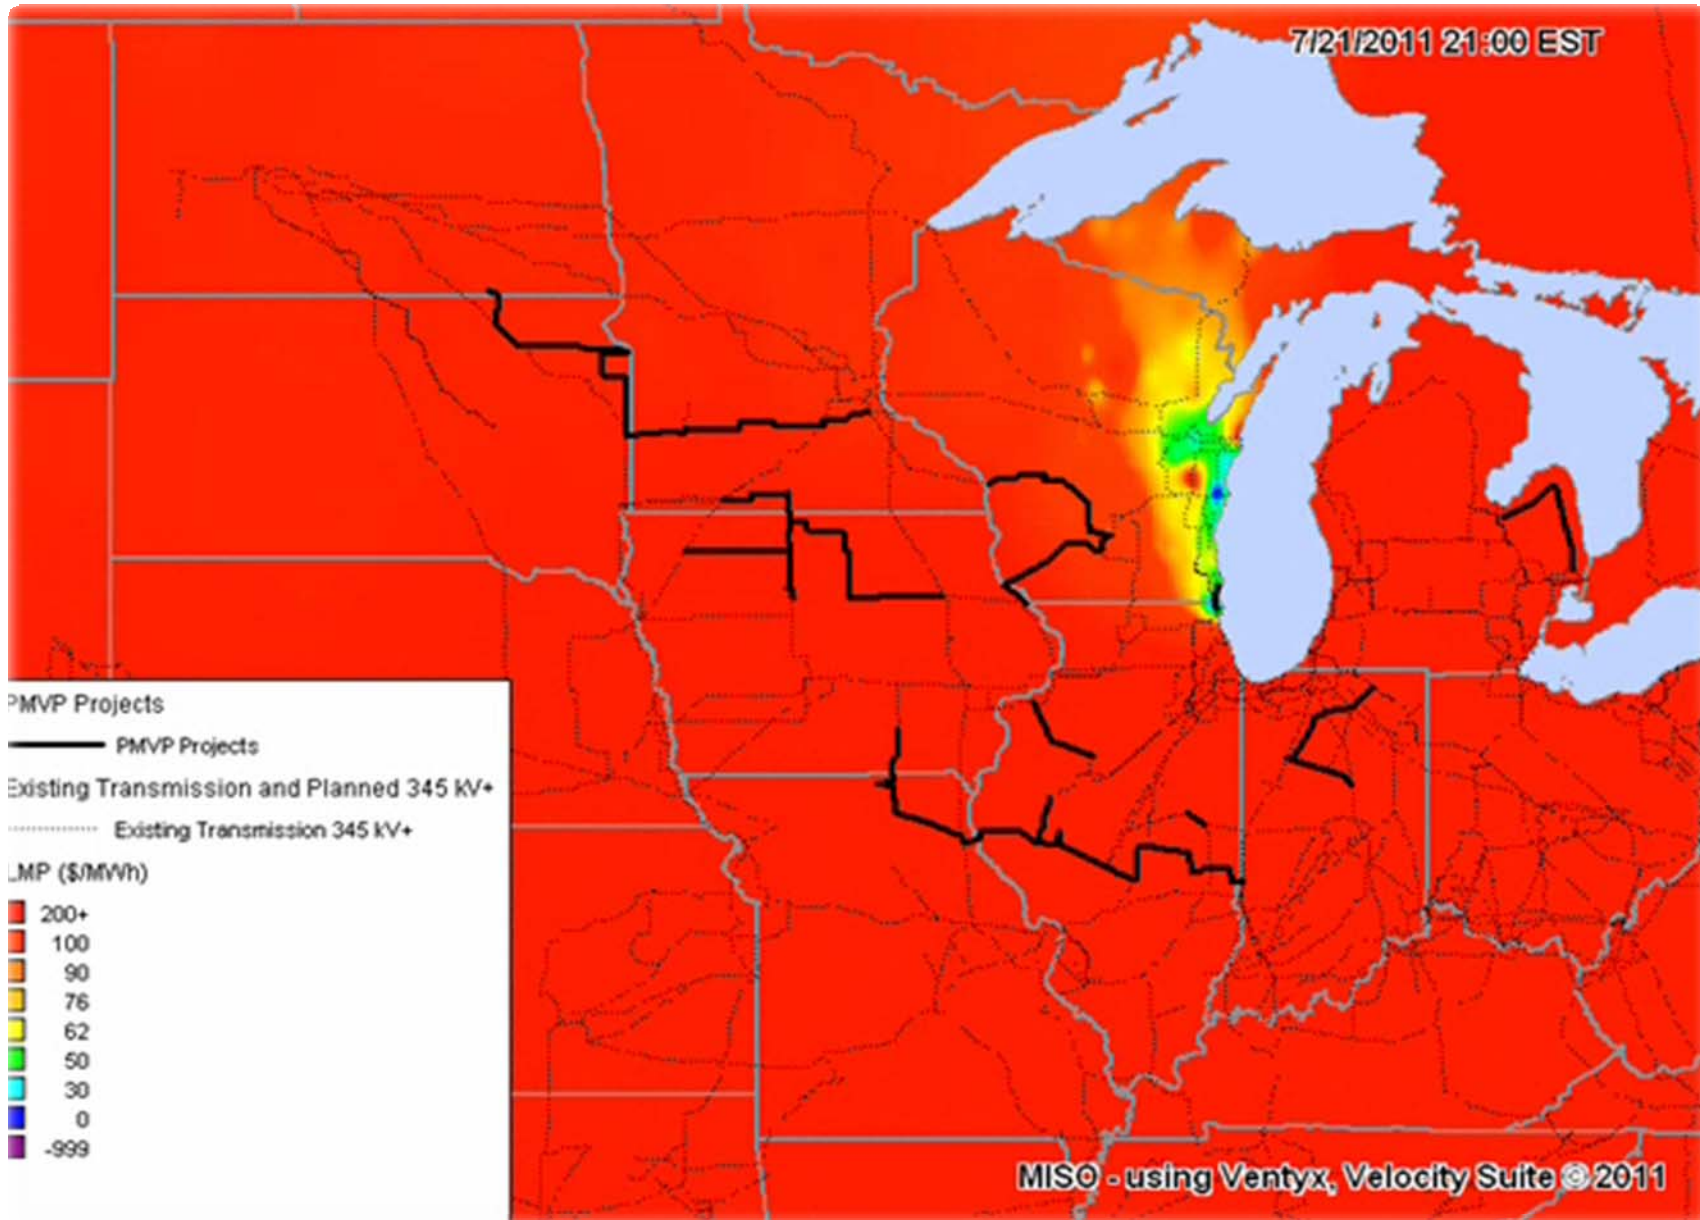 7/21/2011 21:00 EST
PMVP Projects
PMVP Projects
Existing Transmission and Planned 345 kV+
Existing Transmission 345 kV+
LMP ($/MWh)
200+
100
90
76
62
50
30
0
-999
MISO - using Ventyx, Velocity Suite © 2011